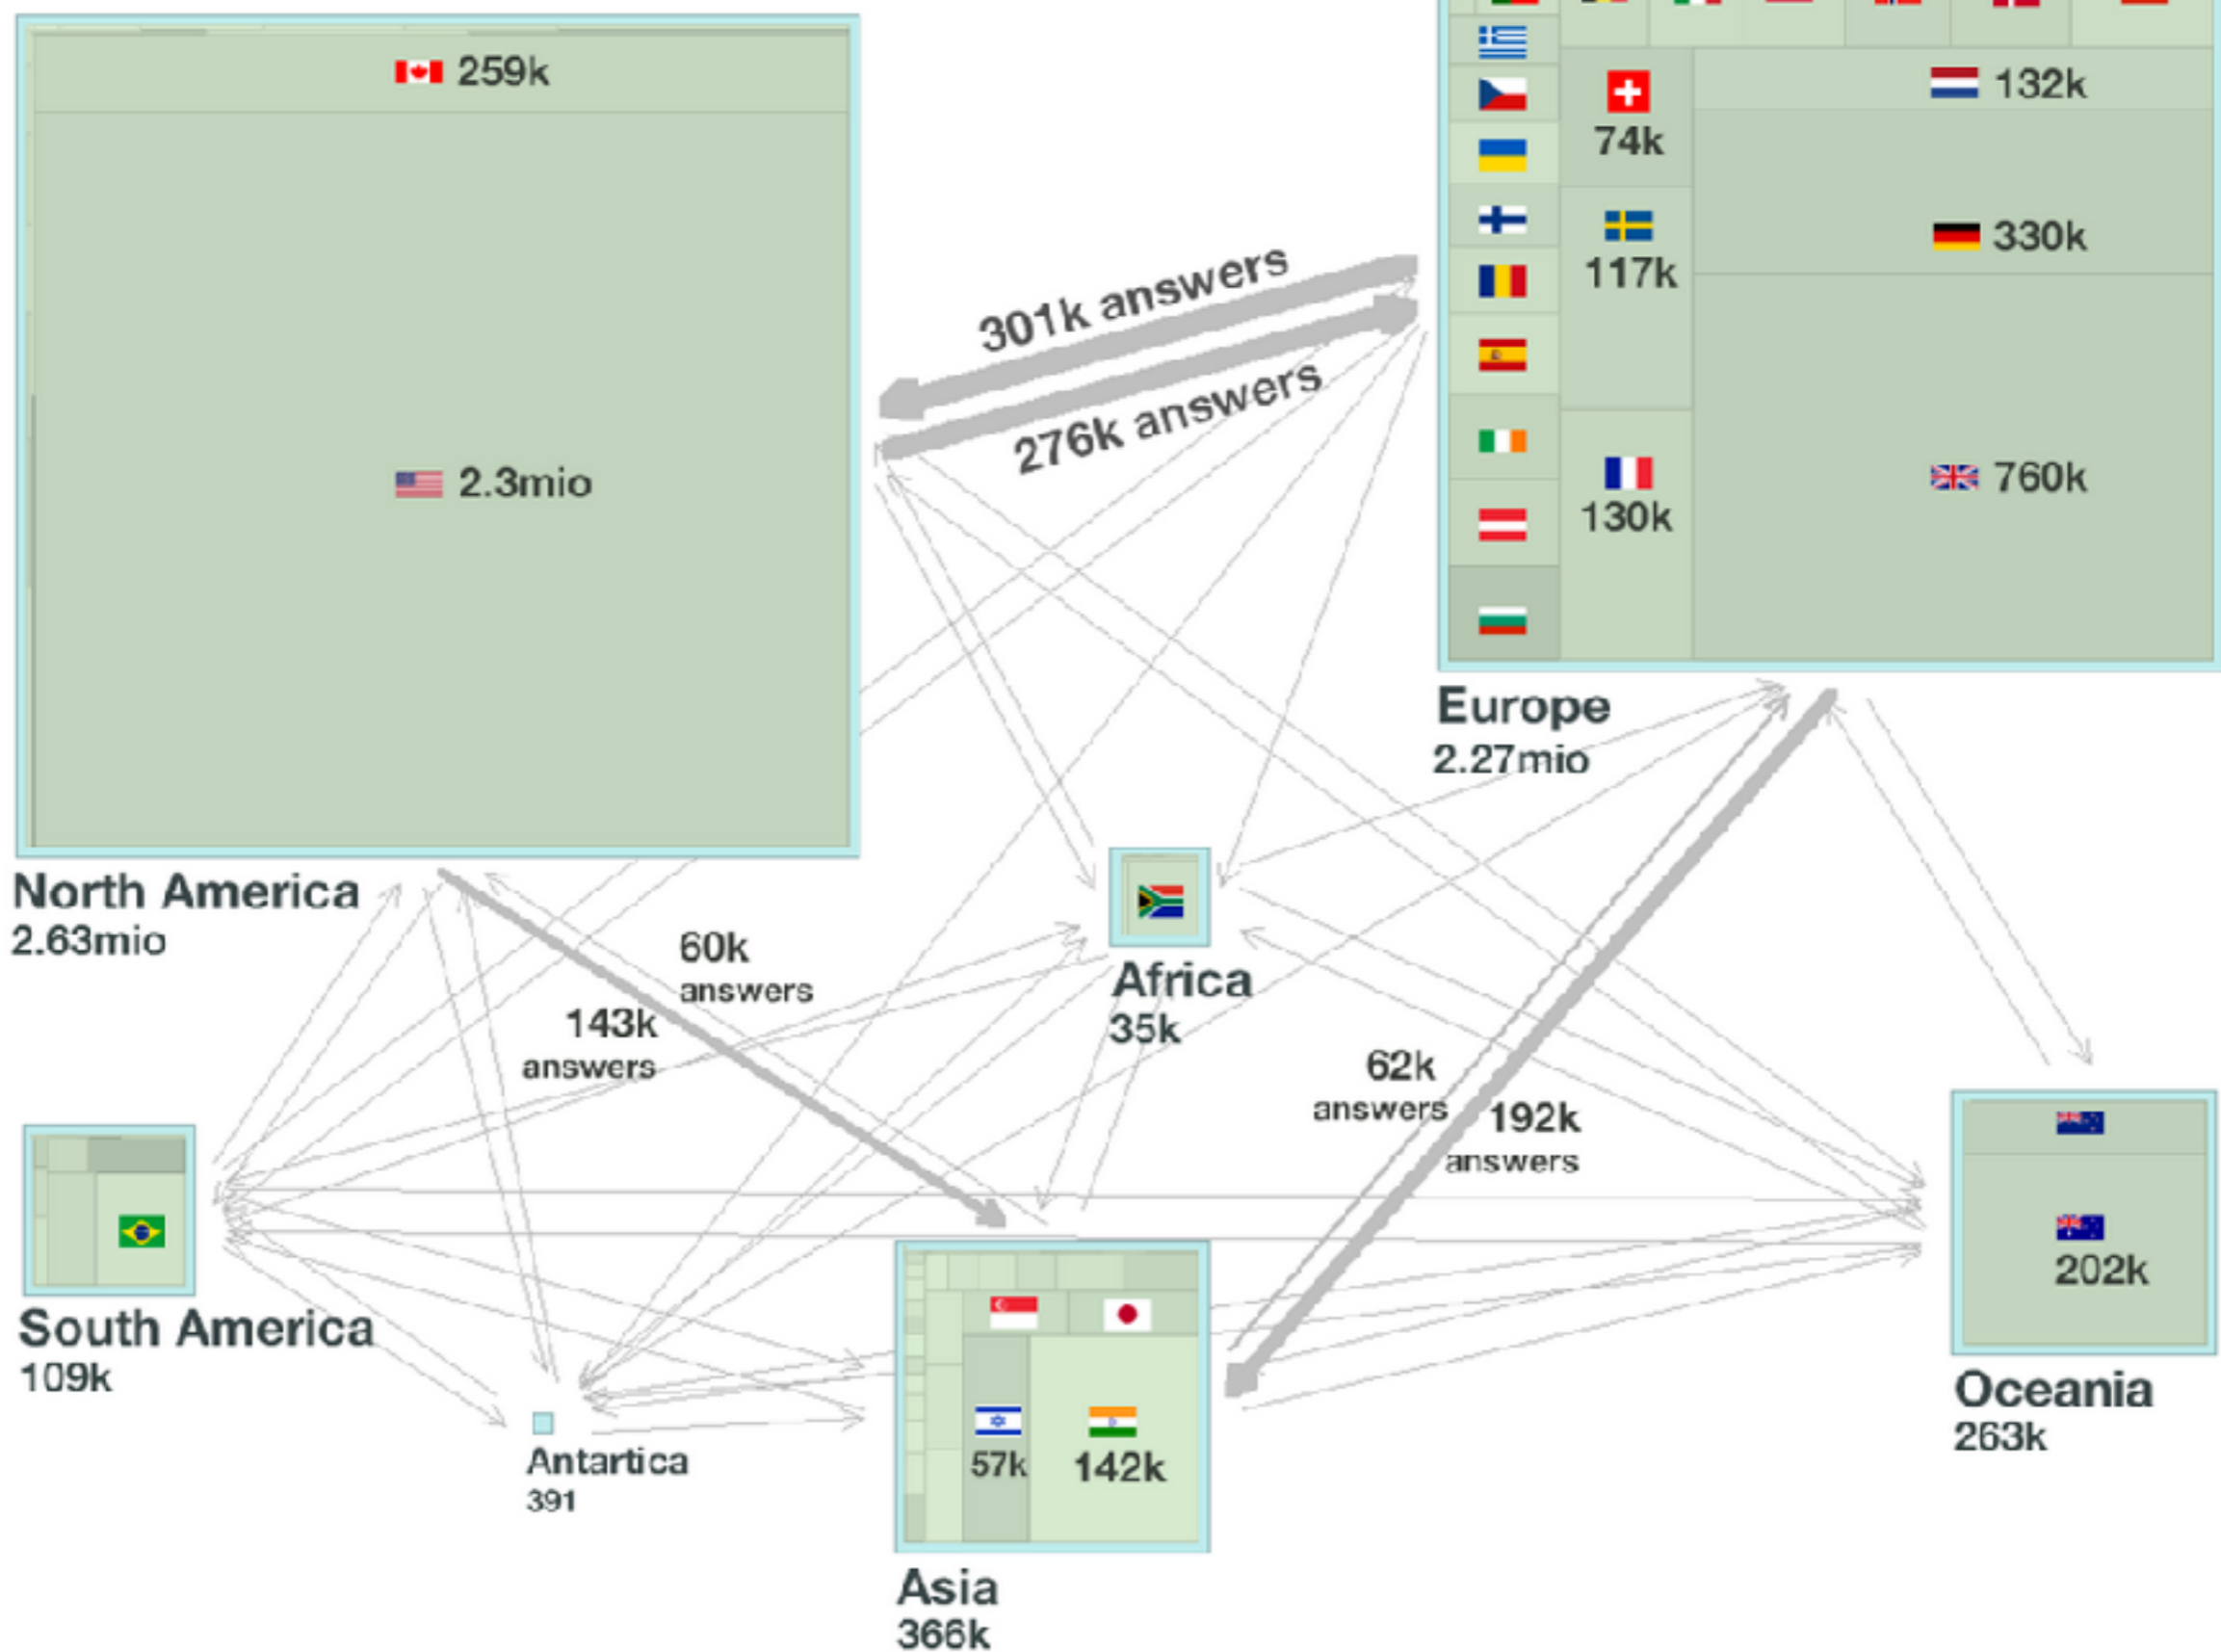 259k
2.3mio
North America
2.63mio
301k answers
276k answers
132k
74k
330k
117k
760k
130k
Europe
2.27mio
60k
answers
143k
answers
Africa
35k
62k
answers
192k
answers
South America
109k
Antartica
391
57k
142k
Asia
366k
202k
Oceania
263k